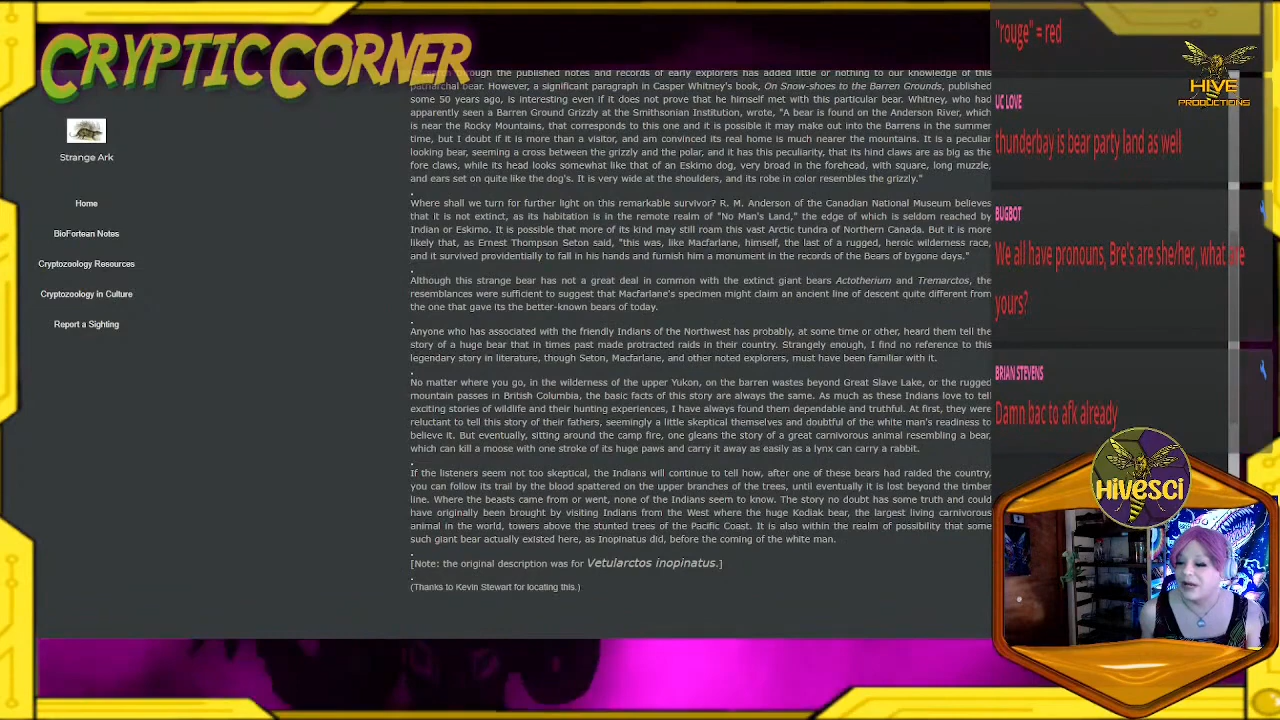 CRYPTIC CORNER
Strange Ark
Home
BioFortean Notes
Cryptozoology Resources
Cryptozoology in Culture
Report a Sighting
through the published notes and records of early explorers has added little or nothing to our knowledge of this
patriarchal bear. However, a significant paragraph in Casper Whitney's book, On Snow-shoes to the Barren Grounds, published
some 50 years ago, is interesting even if it does not prove that he himself met with this particular bear. Whitney, who had
apparently seen a Barren Ground Grizzly at the Smithsonian Institution, wrote, "A bear is found on the Anderson River, which
is near the Rocky Mountains, that corresponds to this one and it is possible it may make out into the Barrens in the summer
time, but I doubt if it is more than a straggler, and am convinced its real home is much nearer the mountains. It is a peculiar
looking bear, seeming a cross between the grizzly and the polar, and it has this peculiarity, that its hind claws are as big as the
fore claws, while its head looks somewhat like that of an Eskimo dog, very broad in the forehead, with square, long muzzle,
and ears set on quite like the dog's. It is very wide at the shoulders, and its robe in color resembles the grizzly."
.
Where shall we turn for further light on this remarkable survivor? R. M. Anderson of the Canadian National Museum believes
that it is not extinct, as its habitation is in the remote realm of "No Man's Land," the edge of which is seldom reached by
Indian or Eskimo. It is possible that more of its kind may still roam this vast Arctic tundra of Northern Canada. But it is more
likely that, as Ernest Thompson Seton said, "this was, like Macfarlane, himself, the last of a rugged, heroic wilderness race,
and it survived providentially to fall in his hands and furnish him a monument in the records of the Bears of bygone days."
.
Although this strange bear has not a great deal in common with the extinct giant bears Actotherium and Tremarctos, the
resemblances were sufficient to suggest that Macfarlane's specimen might claim an ancient line of descent quite different from
the one that gave its the better-known bears of today.
.
Anyone who has associated with the friendly Indians of the Northwest has probably, at some time or other, heard them tell the
story of a huge bear that in times past made protracted raids in their country. Strangely enough, I find no reference to this
legendary story in literature, though Seton, Macfarlane, and other noted explorers, must have been familiar with it.
.
No matter where you go, in the wilderness of the upper Yukon, on the barren wastes beyond Great Slave Lake, or the rugged
mountain passes in British Columbia, the basic facts of this story are always the same. As much as these Indians love to tell
exciting stories of wildlife and their hunting experiences, I have always found them dependable and truthful. At first, they were
reluctant to tell this story of their fathers, seemingly a little skeptical themselves and doubtful of the white man's readiness to
believe it. But eventually, sitting around the camp fire, one gleans the story of a great carnivorous animal resembling a bear,
which can kill a moose with one stroke of its huge paws and carry it away as easily as a lynx can carry a rabbit.
.
If the listeners seem not too skeptical, the Indians will continue to tell how, after one of these bears had raided the country,
you can follow its trail by the blood spattered on the upper branches of the trees, until eventually it is lost beyond the timber
line. Where the beasts came from or went, none of the Indians seem to know. The story no doubt has some truth and could
have originally been brought by visiting Indians from the West where the huge Kodiak bear, the largest living carnivorous
animal in the world, towers above the stunted trees of the Pacific Coast. It is also within the realm of possibility that some
such giant bear actually existed here, as Inopinatus did, before the coming of the white man.
.
[Note: the original description was for Vetularctos inopinatus.]
.
(Thanks to Kevin Stewart for locating this.)
"rouge" = red
HIVE
PRODUCTIONS
UC LOVE
thunderbay is bear party land as well
BUGBOT
We all have pronouns, Bre's are she/her, what are
yours?
BRIAN STEVENS
Damn bac to afk already
HIVESCI